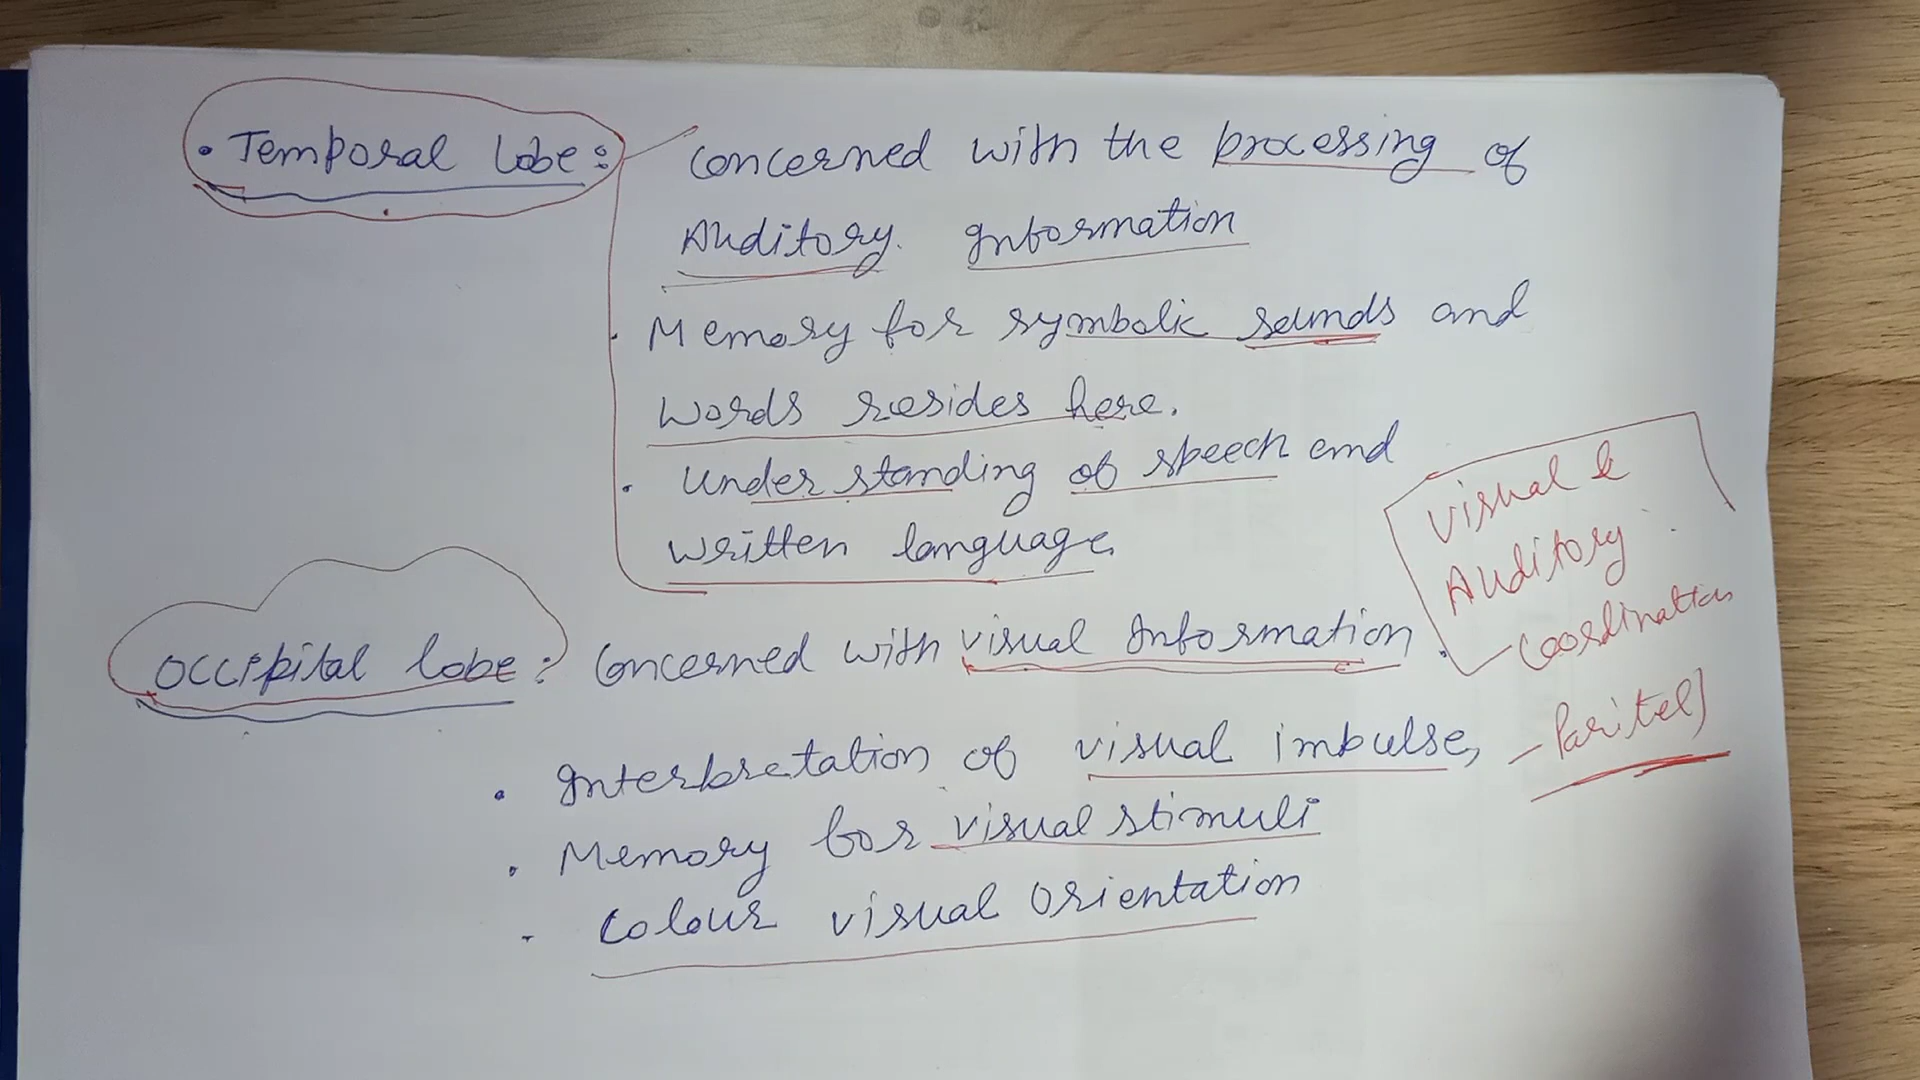 • Temporal lobe: Concerned with the processing of
Auditory. Information
• Memory for symbolic sounds and
words resides here.
• Understanding of speech and
written language.
Occipital lobe: Concerned with visual Information.
• Interpretation of visual impulse,
• Memory for visual stimuli
• Colour visual orientation
Visual &
Auditory
- Coordination
- Paritel]